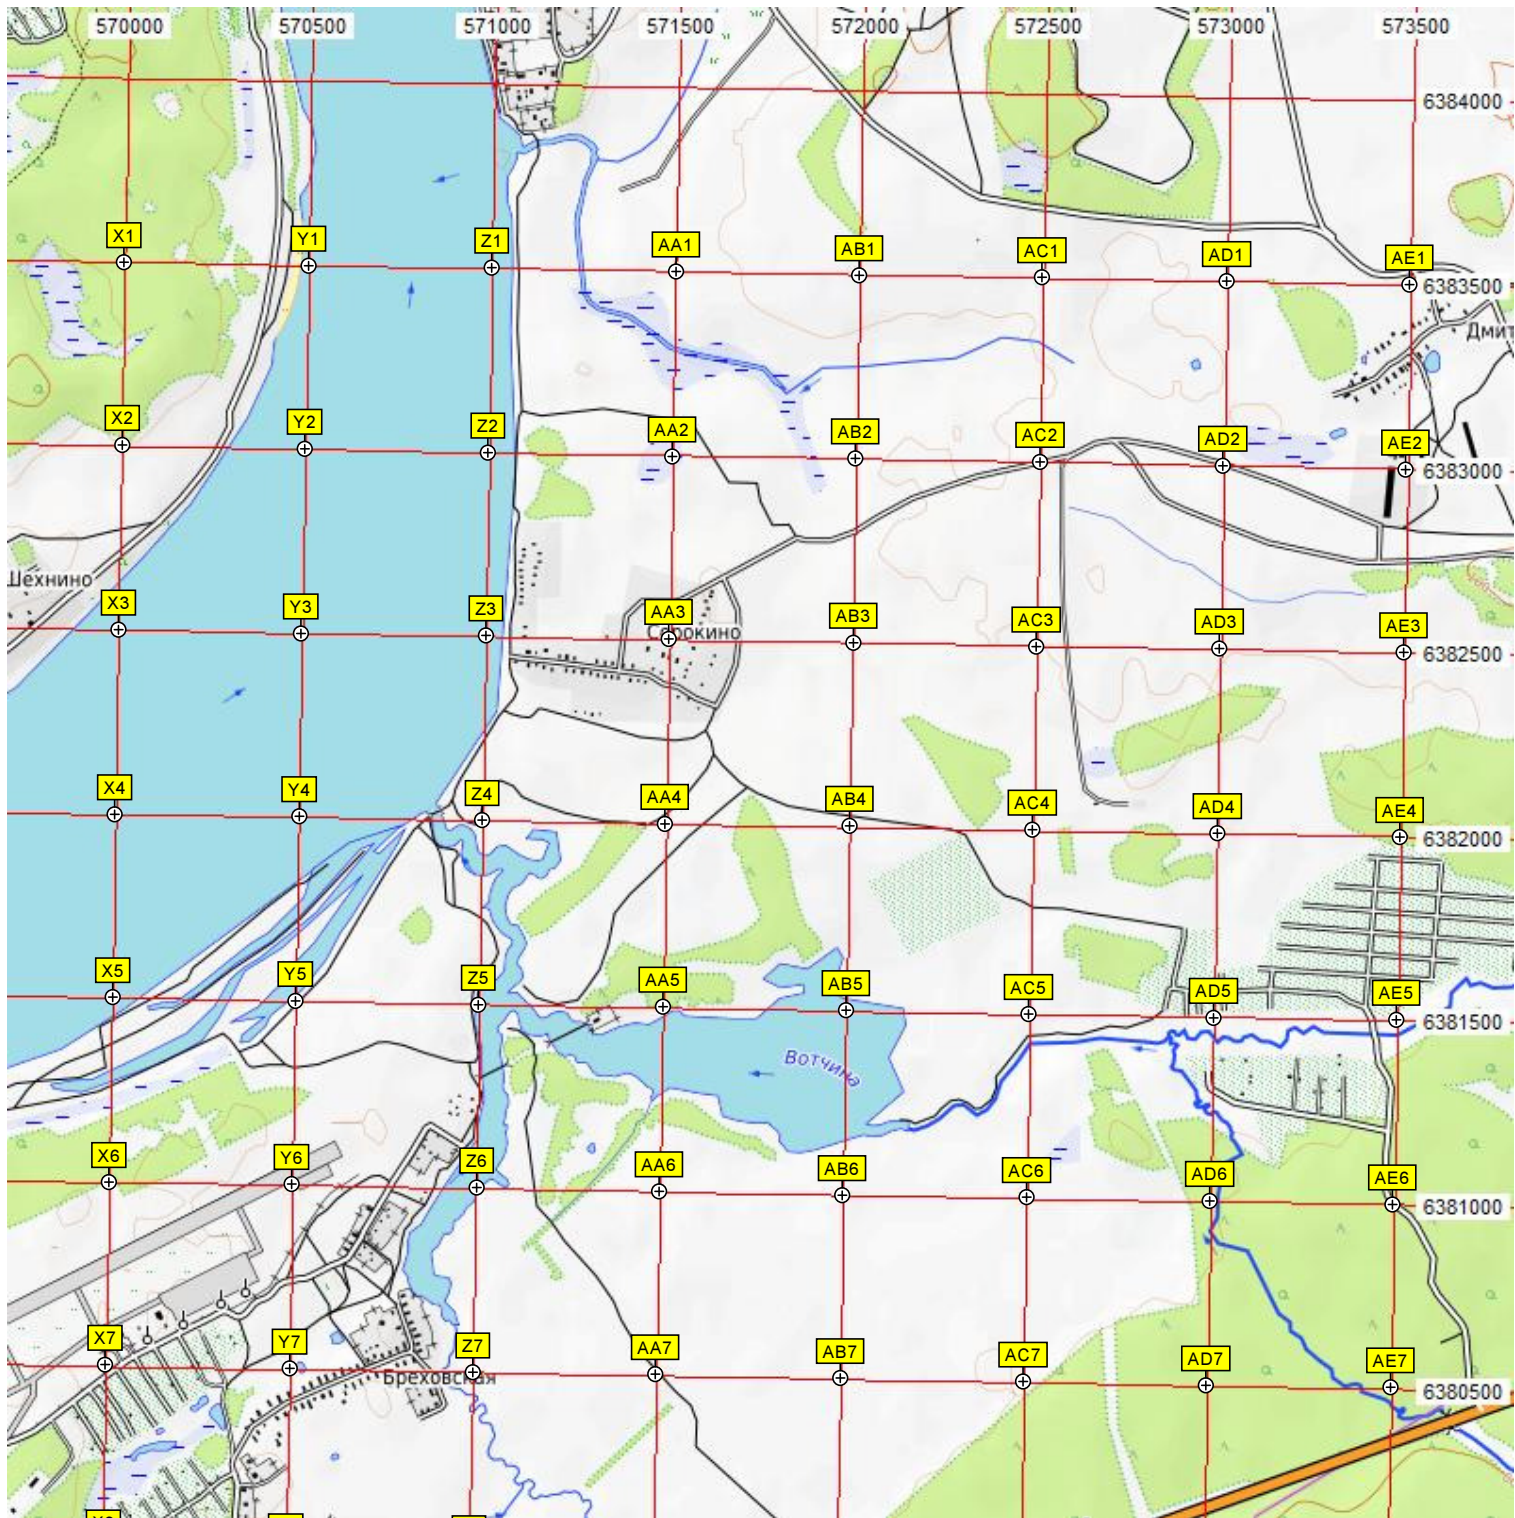 570000 570500 571000 571500 572000 572500 573000 573500
6384000
X1 Y1 Z1 AA1 AB1 AC1 AD1 AE1
6383500
Дмит
X2 Y2 Z2 AA2 AB2 AC2 AD2 AE2
6383000
Шехнино
X3 Y3 Z3 AA3 AB3 AC3 AD3 AE3
Сорокино
6382500
X4 Y4 Z4 AA4 AB4 AC4 AD4 AE4
6382000
X5 Y5 Z5 AA5 AB5 AC5 AD5 AE5
6381500
Вотчина
X6 Y6 Z6 AA6 AB6 AC6 AD6 AE6
6381000
X7 Y7 Z7 AA7 AB7 AC7 AD7 AE7
Бреховская
6380500